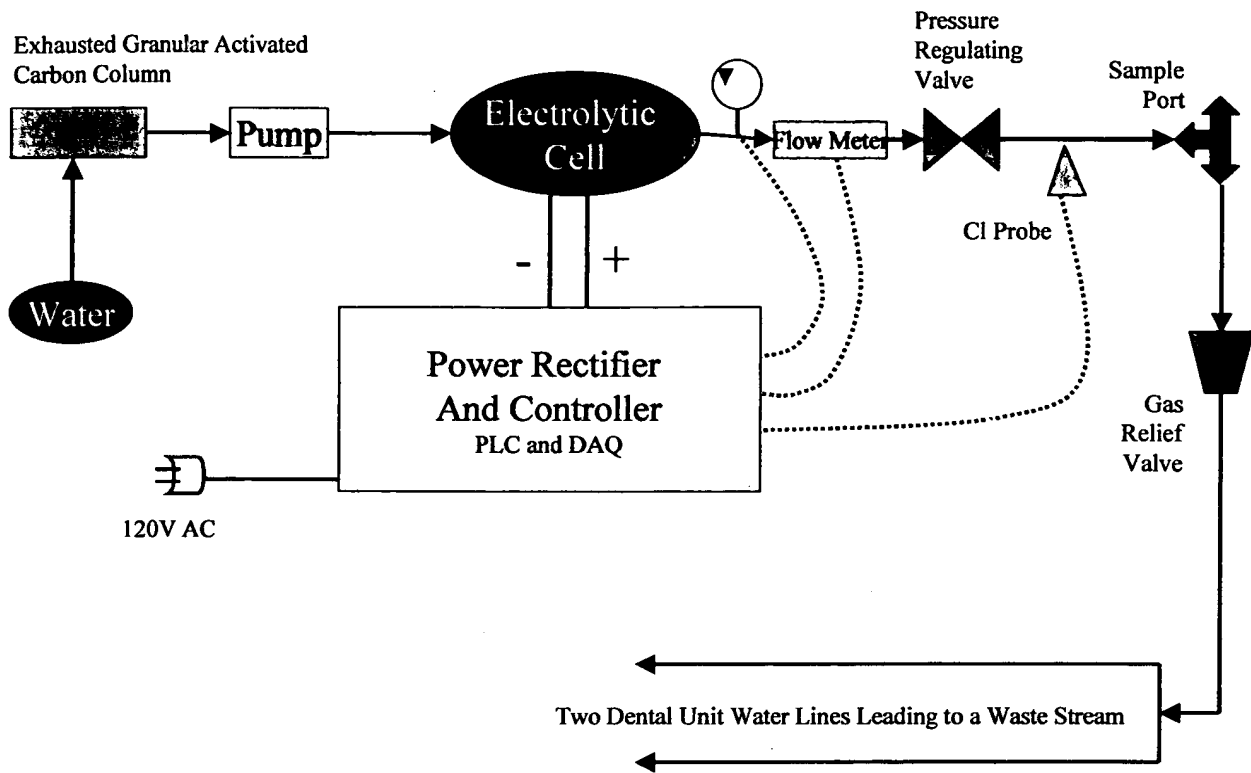 Exhausted Granular Activated
Carbon Column
Pump
Electrolytic
Cell
Flow Meter
Pressure
Regulating
Valve
Sample
Port
Cl Probe
Water
- +
Power Rectifier
And Controller
PLC and DAQ
120V AC
Gas
Relief
Valve
Two Dental Unit Water Lines Leading to a Waste Stream